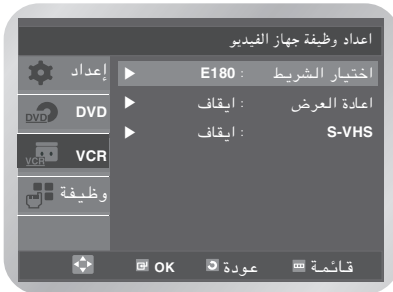 اعداد وظيفة جهاز الفيديو
إعداد
اختيار الشريط : E180
DVD
اعادة العرض : ايقاف
VCR
S-VHS : ايقاف
وظيفة
قائمة عودة OK